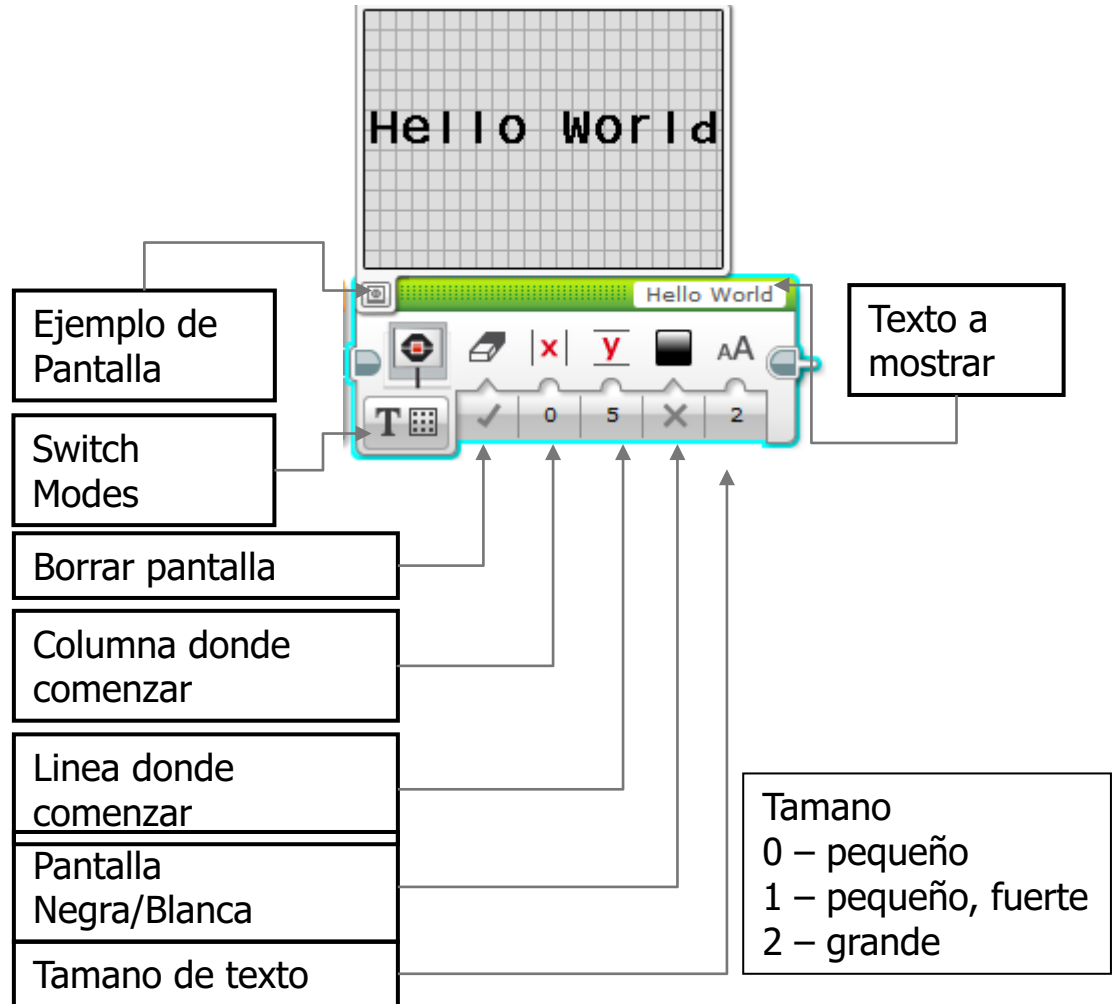 Hello World
Hello World
Ejemplo de
Pantalla
Texto a
mostrar
x
y
AA
T
0
5
2
Switch
Modes
Borrar pantalla
Columna donde
comenzar
Linea donde
comenzar
Pantalla
Negra/Blanca
Tamano de texto
Tamano
0 – pequeño
1 – pequeño, fuerte
2 – grande